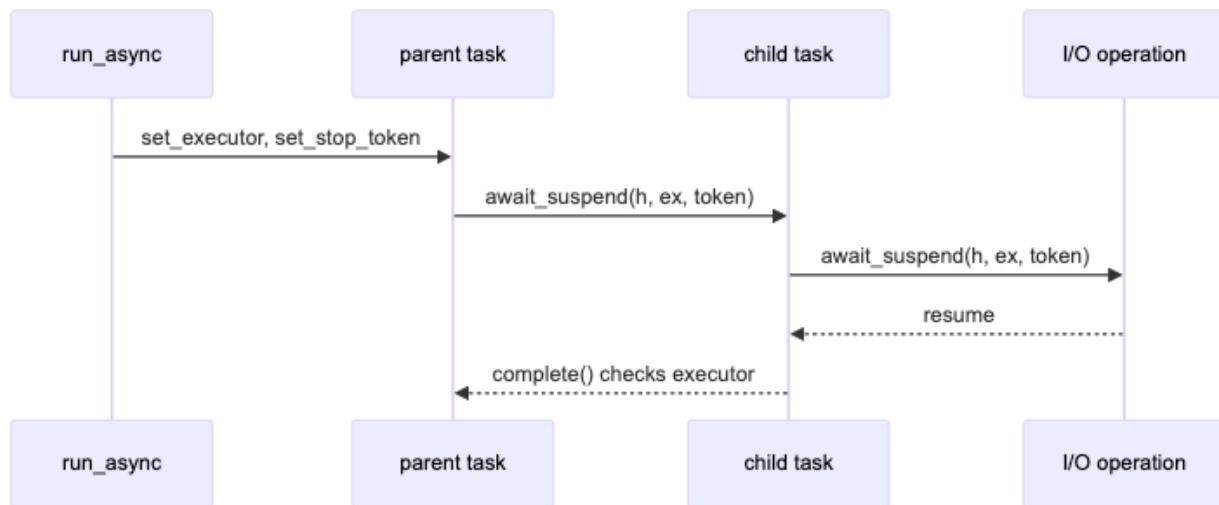 run_async
parent task
child task
I/O operation
set_executor, set_stop_token
await_suspend(h, ex, token)
await_suspend(h, ex, token)
resume
complete() checks executor
run_async
parent task
child task
I/O operation